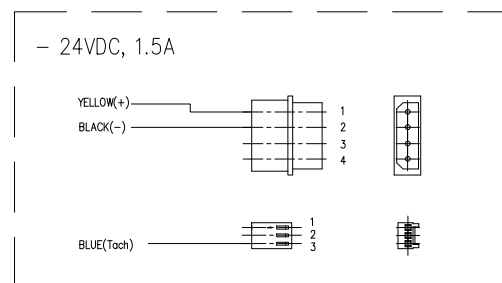 - 24VDC, 1.5A
YELLOW(+)
1
BLACK(-)
2
3
4
1
2
BLUE(Tach)
3